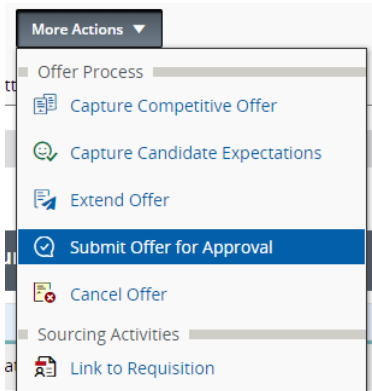 More Actions ▼
Offer Process
Capture Competitive Offer
Capture Candidate Expectations
Extend Offer
Submit Offer for Approval
Cancel Offer
Sourcing Activities
Link to Requisition